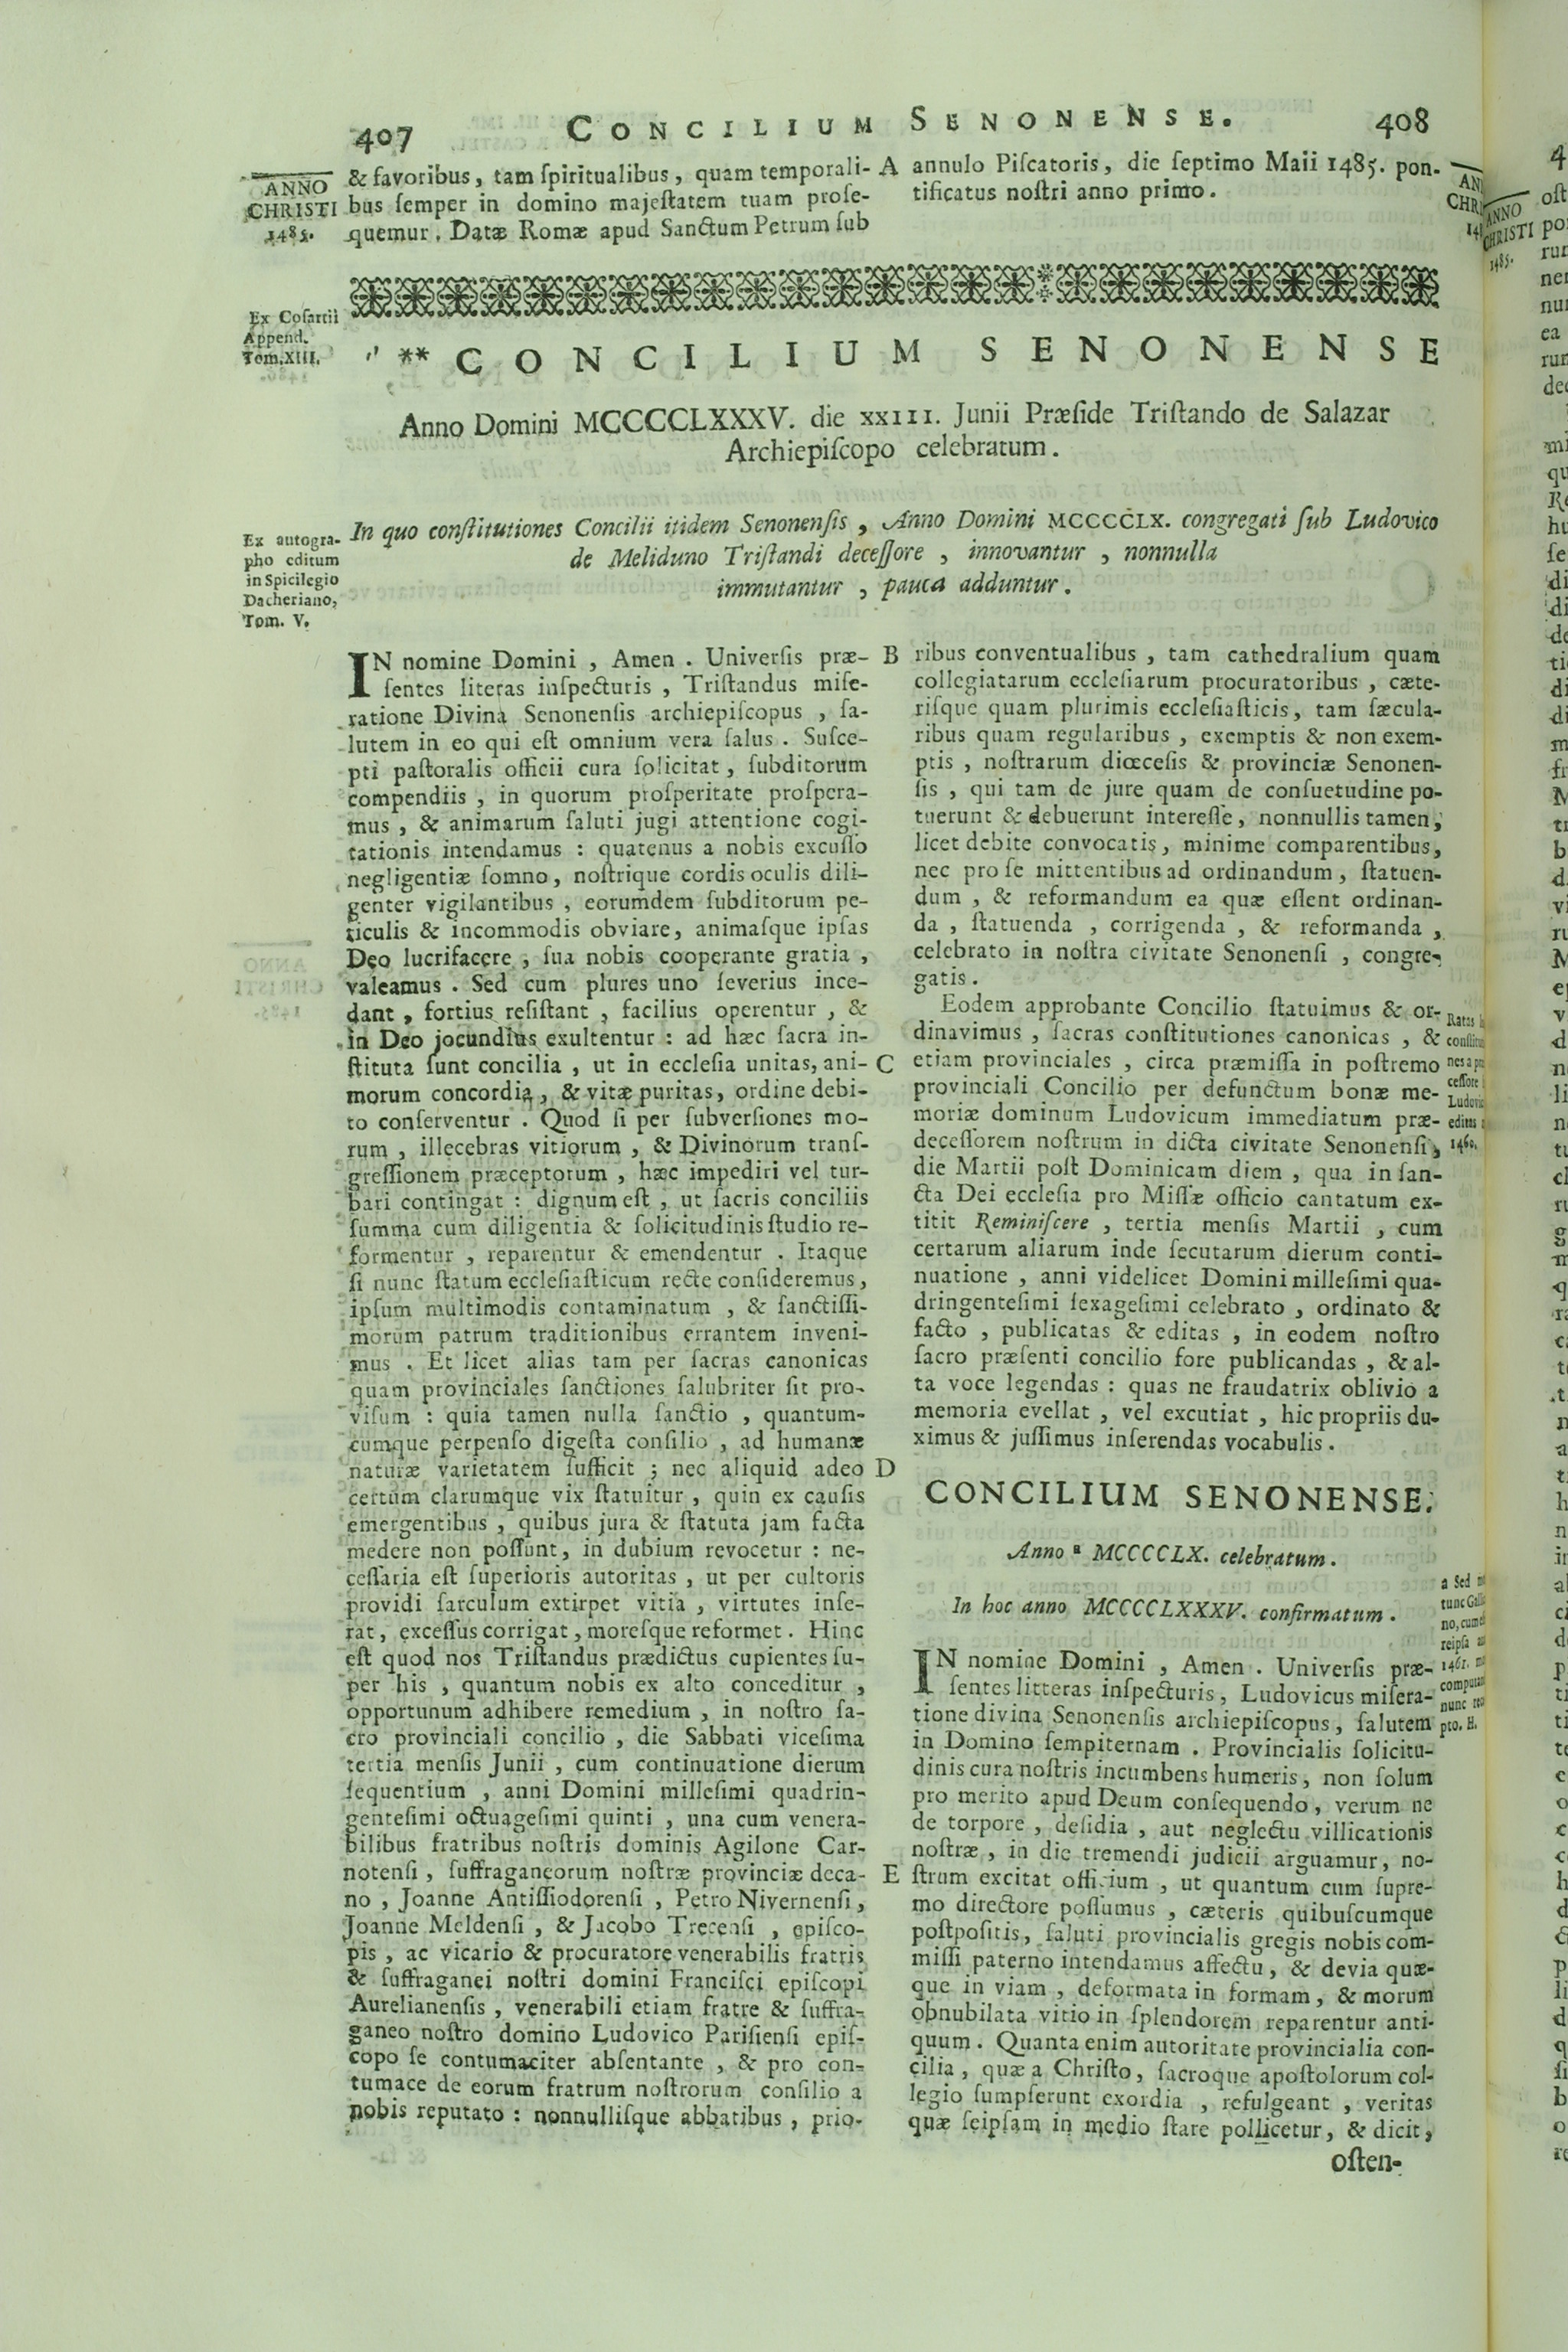 407
CONCILIUM SENONENSE.
408
ANNO
CHRISTI
1485.
& favoribus, tam ſpiritualibus, quam temporali-
bus ſemper in domino majeſtatem tuam proſe-
quemur. Datæ Romæ apud Sanctum Petrum ſub
A
annulo Piſcatoris, die ſeptimo Maii 1485. pon-
tificatus noſtri anno primo.
Ex Coſartii
Append.
Tom.XIII.
** CONCILIUM SENONENSE
Anno Domini MCCCCCLXXXV. die XXIII. Junii Præſide Triſtando de Salazar
Archiepiſcopo celebratum.
Ex autogra-
pho editum
in Spicilegio
Dacheriano,
Tom. V.
In quo conſtitutiones Concilii itidem Senonenſis, Anno Domini MCCCCLX. congregati ſub Ludovico
de Meliduno Triſtandi deceſſore, innovantur, nonnulla
immutantur, pauca adduntur.
IN nomine Domini, Amen. Univerſis præ-
ſentes literas inſpecturis, Triſtandus miſe-
ratione Divina Senonenſis archiepiſcopus, ſa-
lutem in eo qui eſt omnium vera ſalus. Suſce-
pti paſtoralis officii cura ſolicitat, ſubditorum
compendiis, in quorum proſperitate proſpera-
mus, & animarum ſaluti jugi attentione cogi-
tationis intendamus: quatenus a nobis excuſſo
negligentiæ ſomno, noſtrique cordis oculis dili-
genter vigilantibus, eorumdem ſubditorum pe-
riculis & incommodis obviare, animaſque ipſas
Deo lucrifacere, ſua nobis cooperante gratia,
valeamus. Sed cum plures uno ſeverius ince-
dant, fortius reſiſtant, facilius operentur, &
in Deo jocundius exultentur: ad hæc ſacra in-
ſtituta ſunt concilia, ut in eccleſia unitas, ani-
morum concordia, & vitæ puritas, ordine debi-
to conſerventur. Quod ſi per ſubverſiones mo-
rum, illecebras vitiorum, & Divinorum tranſ-
greſſionem præceptorum, hæc impediri vel tur-
bari contingat: dignum eſt, ut ſacris conciliis
ſumma cum diligentia & ſolicitudinis ſtudio re-
formentur, reparentur & emendentur. Itaque
ſi nunc ſtatum eccleſiaſticum recte conſideremus,
ipſum multimodis contaminatum, & ſanctiſſi-
morum patrum traditionibus errantem inveni-
mus. Et licet alias tam per ſacras canonicas
quam provinciales ſanctiones ſalubriter ſit pro-
viſum: quia tamen nulla ſanctio, quantum-
cumque perpenſo digeſta conſilio, ad humanæ
naturæ varietatem ſufficit; nec aliquid adeo
certum clarumque vix ſtatuitur, quin ex cauſis
emergentibus, quibus jura & ſtatuta jam facta
medere non poſſunt, in dubium revocetur: ne-
ceſſaria eſt ſuperioris autoritas, ut per cultoris
providi ſarculum extirpet vitia, virtutes inſe-
rat, exceſſus corrigat, moreſque reformet. Hinc
eſt quod nos Triſtandus prædictus cupientes ſu-
per his, quantum nobis ex alto conceditur,
opportunum adhibere remedium, in noſtro ſa-
cro provinciali concilio, die Sabbati viceſima
tertia menſis Junii, cum continuatione dierum
ſequentium, anni Domini milleſimi quadrin-
genteſimi octuageſimi quinti, una cum venera-
bilibus fratribus noſtris dominis Agilone Car-
notenſi, ſuffraganeorum noſtræ provinciæ deca-
no, Joanne Antiſſiodorenſi, Petro Nivernenſi,
Joanne Meldenſi, & Jacobo Trecenſi, epiſco-
pis, ac vicario & procuratore venerabilis fratris
& ſuffraganei noſtri domini Franciſci epiſcopi
Aurelianenſis, venerabili etiam fratre & ſuffra-
ganeo noſtro domino Ludovico Pariſienſi epiſ-
copo ſe contumaciter abſentante, & pro con-
tumace de eorum fratrum noſtrorum conſilio a
nobis reputato: nonnulliſque abbatibus, prio-
B
C
D
E
ribus conventualibus, tam cathedralium quam
collegiatarum eccleſiarum procuratoribus, cæte-
riſque quam plurimis eccleſiaſticis, tam ſæcula-
ribus quam regularibus, exemptis & non exem-
ptis, noſtrarum diœceſis & provinciæ Senonen-
ſis, qui tam de jure quam de conſuetudine po-
tuerunt & debuerunt intereſſe, nonnullis tamen,
licet debite convocatis, minime comparentibus,
nec pro ſe mittentibus ad ordinandum, ſtatuen-
dum, & reformandum ea quæ eſſent ordinan-
da, ſtatuenda, corrigenda, & reformanda,
celebrato in noſtra civitate Senonenſi, congre-
gatis.
Eodem approbante Concilio ſtatuimus & or-
dinavimus, ſacras conſtitutiones canonicas, &
etiam provinciales, circa præmiſſa in poſtremo
provinciali Concilio per defunctum bonæ me-
moriæ dominum Ludovicum immediatum præ-
deceſſorem noſtrum in dicta civitate Senonenſi,
die Martii poſt Dominicam diem, qua in ſan-
cta Dei eccleſia pro Miſſæ officio cantatum ex-
titit Reminiſcere, tertia menſis Martii, cum
certarum aliarum inde ſecutarum dierum conti-
nuatione, anni videlicet Domini milleſimi qua-
dringenteſimi ſexageſimi celebrato, ordinato &
facto, publicatas & editas, in eodem noſtro
ſacro præſenti concilio fore publicandas, & al-
ta voce legendas: quas ne fraudatrix oblivio a
memoria evellat, vel excutiat, hic propriis du-
ximus & juſſimus inſerendas vocabulis.
1460.
CONCILIUM SENONENSE.
Anno a MCCCCLX. celebratum.
In hoc anno MCCCCLXXXV. confirmatum.
a Sed
reipſa
1461.
nunc
pto. H.
IN nomine Domini, Amen. Univerſis præ-
ſentes litteras inſpecturis, Ludovicus miſera-
tione divina Senonenſis archiepiſcopus, ſalutem
in Domino ſempiternam. Provincialis ſolicitu-
dinis cura noſtris incumbens humeris, non ſolum
pro merito apud Deum conſequendo, verum ne
de torpore, deſidia, aut neglectu villicationis
noſtræ, in die tremendi judicii arguamur, no-
ſtrum excitat officium, ut quantum cum ſupre-
mo directore poſſumus, cæteris quibuſcumque
poſtpoſitis, ſaluti provincialis gregis nobis com-
miſſi paterno intendamus affectu, & devia quæ-
que in viam, deformata in formam, & morum
obnubilata vitio in ſplendorem reparentur anti-
quum. Quanta enim autoritate provincialia con-
cilia, quæ a Chriſto, ſacroque apoſtolorum col-
legio ſumpſerunt exordia, refulgeant, veritas
quæ ſeipſam in medio ſtare pollicetur, & dicit,
oſten-